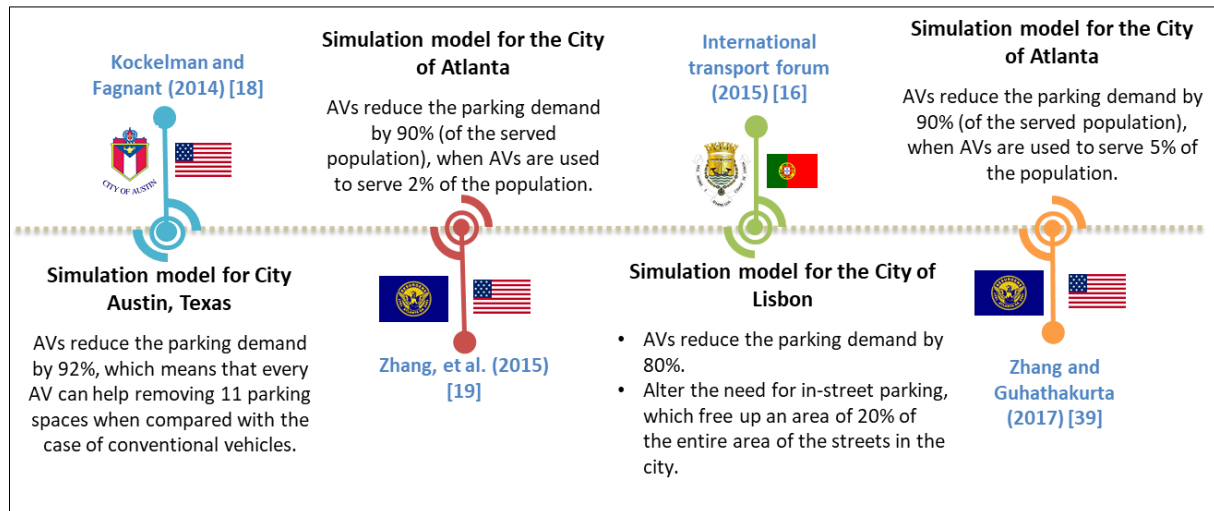 Kockelman and
Fagnant (2014) [18]
CITY OF AUSTIN
Simulation model for City
Austin, Texas
AVs reduce the parking demand
by 92%, which means that every
AV can help removing 11 parking
spaces when compared with the
case of conventional vehicles.
Simulation model for the City
of Atlanta
AVs reduce the parking demand
by 90% (of the served
population), when AVs are used
to serve 2% of the population.
Zhang, et al. (2015)
[19]
International
transport forum
(2015) [16]
Simulation model for the City of
Lisbon
• AVs reduce the parking demand by
80%.
• Alter the need for in-street parking,
which free up an area of 20% of
the entire area of the streets in the
city.
Simulation model for the City
of Atlanta
AVs reduce the parking demand by
90% (of the served population),
when AVs are used to serve 5% of
the population.
Zhang and
Guhathakurta
(2017) [39]